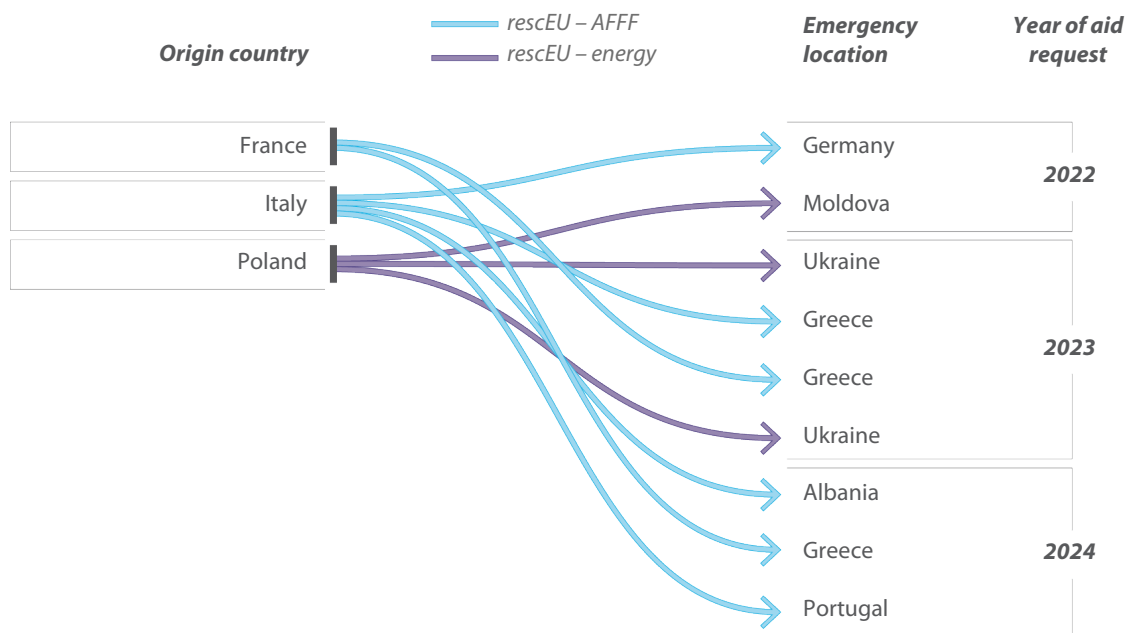 rescEU – AFFF
rescEU – energy
Origin country
Emergency
location
Year of aid
request
France
Italy
Poland
Germany
Moldova
Ukraine
Greece
Greece
Ukraine
Albania
Greece
Portugal
2022
2023
2024